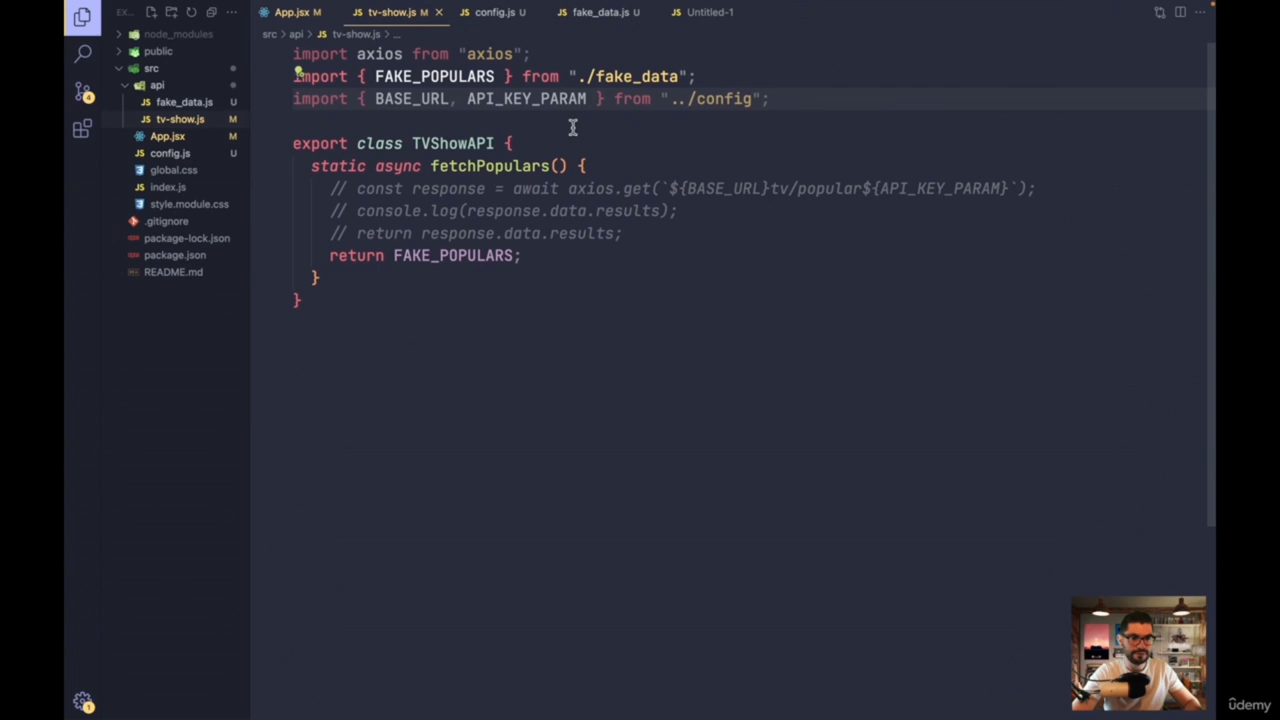 EX...
App.jsx M
tv-show.js M
config.js U
fake_data.js U
Untitled-1
src > api > tv-show.js > ...
node_modules
public
src
api
fake_data.js U
tv-show.js M
App.jsx M
config.js U
global.css
index.js
style.module.css
.gitignore
package-lock.json
package.json
README.md
4
1
import axios from "axios";
import { FAKE_POPULARS } from "./fake_data";
import { BASE_URL, API_KEY_PARAM } from "../config";
export class TVShowAPI {
static async fetchPopulars() {
// const response = await axios.get(`${BASE_URL}tv/popular${API_KEY_PARAM}`);
// console.log(response.data.results);
// return response.data.results;
return FAKE_POPULARS;
}
}
ûdemy